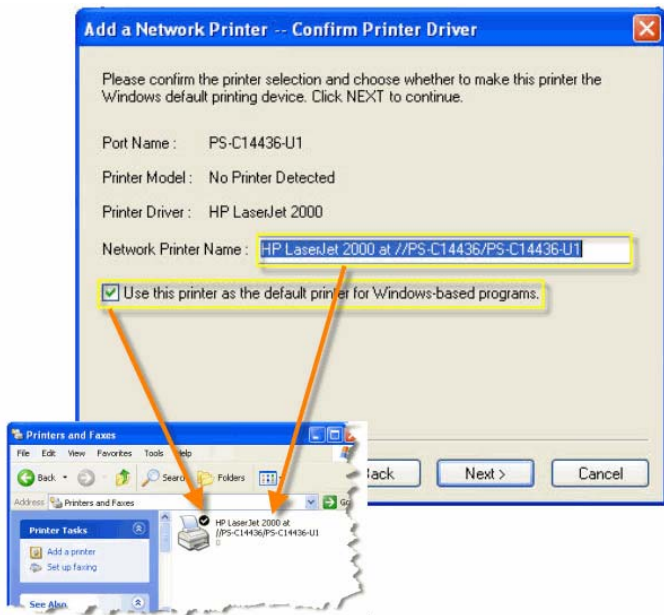 Add a Network Printer -- Confirm Printer Driver
Please confirm the printer selection and choose whether to make this printer the
Windows default printing device. Click NEXT to continue.
Port Name : PS-C14436-U1
Printer Model : No Printer Detected
Printer Driver : HP LaserJet 2000
Network Printer Name : HP LaserJet 2000 at //PS-C14436/PS-C14436-U1
Use this printer as the default printer for Windows-based programs.
Back Next > Cancel
Printers and Faxes
File Edit View Favorites Tools Help
Back Search Folders
Address Printers and Faxes Go
Printer Tasks
Add a printer
Set up faxing
See Also
HP LaserJet 2000 at
//PS-C14436/PS-C14436-U1
0